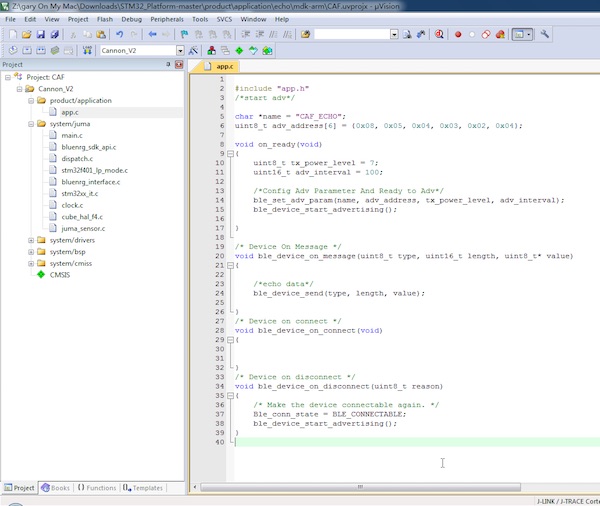 Z:\gary On My Mac\Downloads\STM32_Platform-master\product\application\echo\mdk-arm\CAF.uvprojx - µVision
File Edit View Project Flash Debug Peripherals Tools SVCS Window Help
Cannon_V2
Project
app.c
Project: CAF
Cannon_V2
product/application
app.c
system/juma
main.c
bluenrg_sdk_api.c
dispatch.c
stm32f401_lp_mode.c
bluenrg_interface.c
stm32xx_it.c
clock.c
cube_hal_f4.c
juma_sensor.c
system/drivers
system/bsp
system/cmiss
CMSIS
1
2 #include "app.h"
3 /*start adv*/
4
5 char *name = "CAF_ECHO";
6 uint8_t adv_address[6] = {0x08, 0x05, 0x04, 0x03, 0x02, 0x04};
7
8 void on_ready(void)
9 {
10 uint8_t tx_power_level = 7;
11 uint16_t adv_interval = 100;
12
13 /*Config Adv Parameter And Ready to Adv*/
14 ble_set_adv_param(name, adv_address, tx_power_level, adv_interval);
15 ble_device_start_advertising();
16
17 }
18
19 /* Device On Message */
20 void ble_device_on_message(uint8_t type, uint16_t length, uint8_t* value)
21 {
22
23 /*echo data*/
24 ble_device_send(type, length, value);
25
26 }
27 /* Device on connect */
28 void ble_device_on_connect(void)
29 {
30
31
32 }
33 /* Device on disconnect */
34 void ble_device_on_disconnect(uint8_t reason)
35 {
36 /* Make the device connectable again. */
37 Ble_conn_state = BLE_CONNECTABLE;
38 ble_device_start_advertising();
39 }
40
Project Books {} Functions Templates
J-LINK / J-TRACE Corte